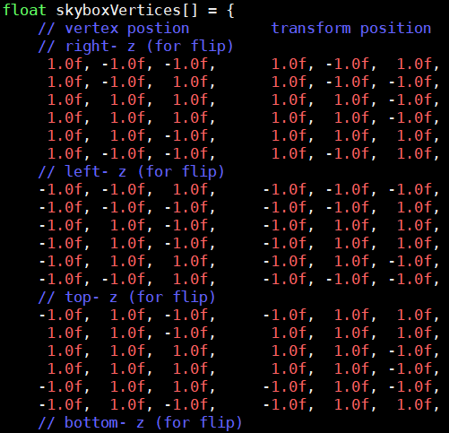 float skyboxVertices[] = {
// vertex postion transform position
// right- z (for flip)
1.0f, -1.0f, -1.0f, 1.0f, -1.0f, 1.0f,
1.0f, -1.0f, 1.0f, 1.0f, -1.0f, -1.0f,
1.0f, 1.0f, 1.0f, 1.0f, 1.0f, -1.0f,
1.0f, 1.0f, 1.0f, 1.0f, 1.0f, -1.0f,
1.0f, 1.0f, -1.0f, 1.0f, 1.0f, 1.0f,
1.0f, -1.0f, -1.0f, 1.0f, -1.0f, 1.0f,
// left- z (for flip)
-1.0f, -1.0f, 1.0f, -1.0f, -1.0f, -1.0f,
-1.0f, -1.0f, -1.0f, -1.0f, -1.0f, 1.0f,
-1.0f, 1.0f, -1.0f, -1.0f, 1.0f, 1.0f,
-1.0f, 1.0f, -1.0f, -1.0f, 1.0f, 1.0f,
-1.0f, 1.0f, 1.0f, -1.0f, 1.0f, -1.0f,
-1.0f, -1.0f, 1.0f, -1.0f, -1.0f, -1.0f,
// top- z (for flip)
-1.0f, 1.0f, -1.0f, -1.0f, 1.0f, 1.0f,
1.0f, 1.0f, -1.0f, 1.0f, 1.0f, 1.0f,
1.0f, 1.0f, 1.0f, 1.0f, 1.0f, -1.0f,
1.0f, 1.0f, 1.0f, 1.0f, 1.0f, -1.0f,
-1.0f, 1.0f, 1.0f, -1.0f, 1.0f, -1.0f,
-1.0f, 1.0f, -1.0f, -1.0f, 1.0f, 1.0f,
// bottom- z (for flip)